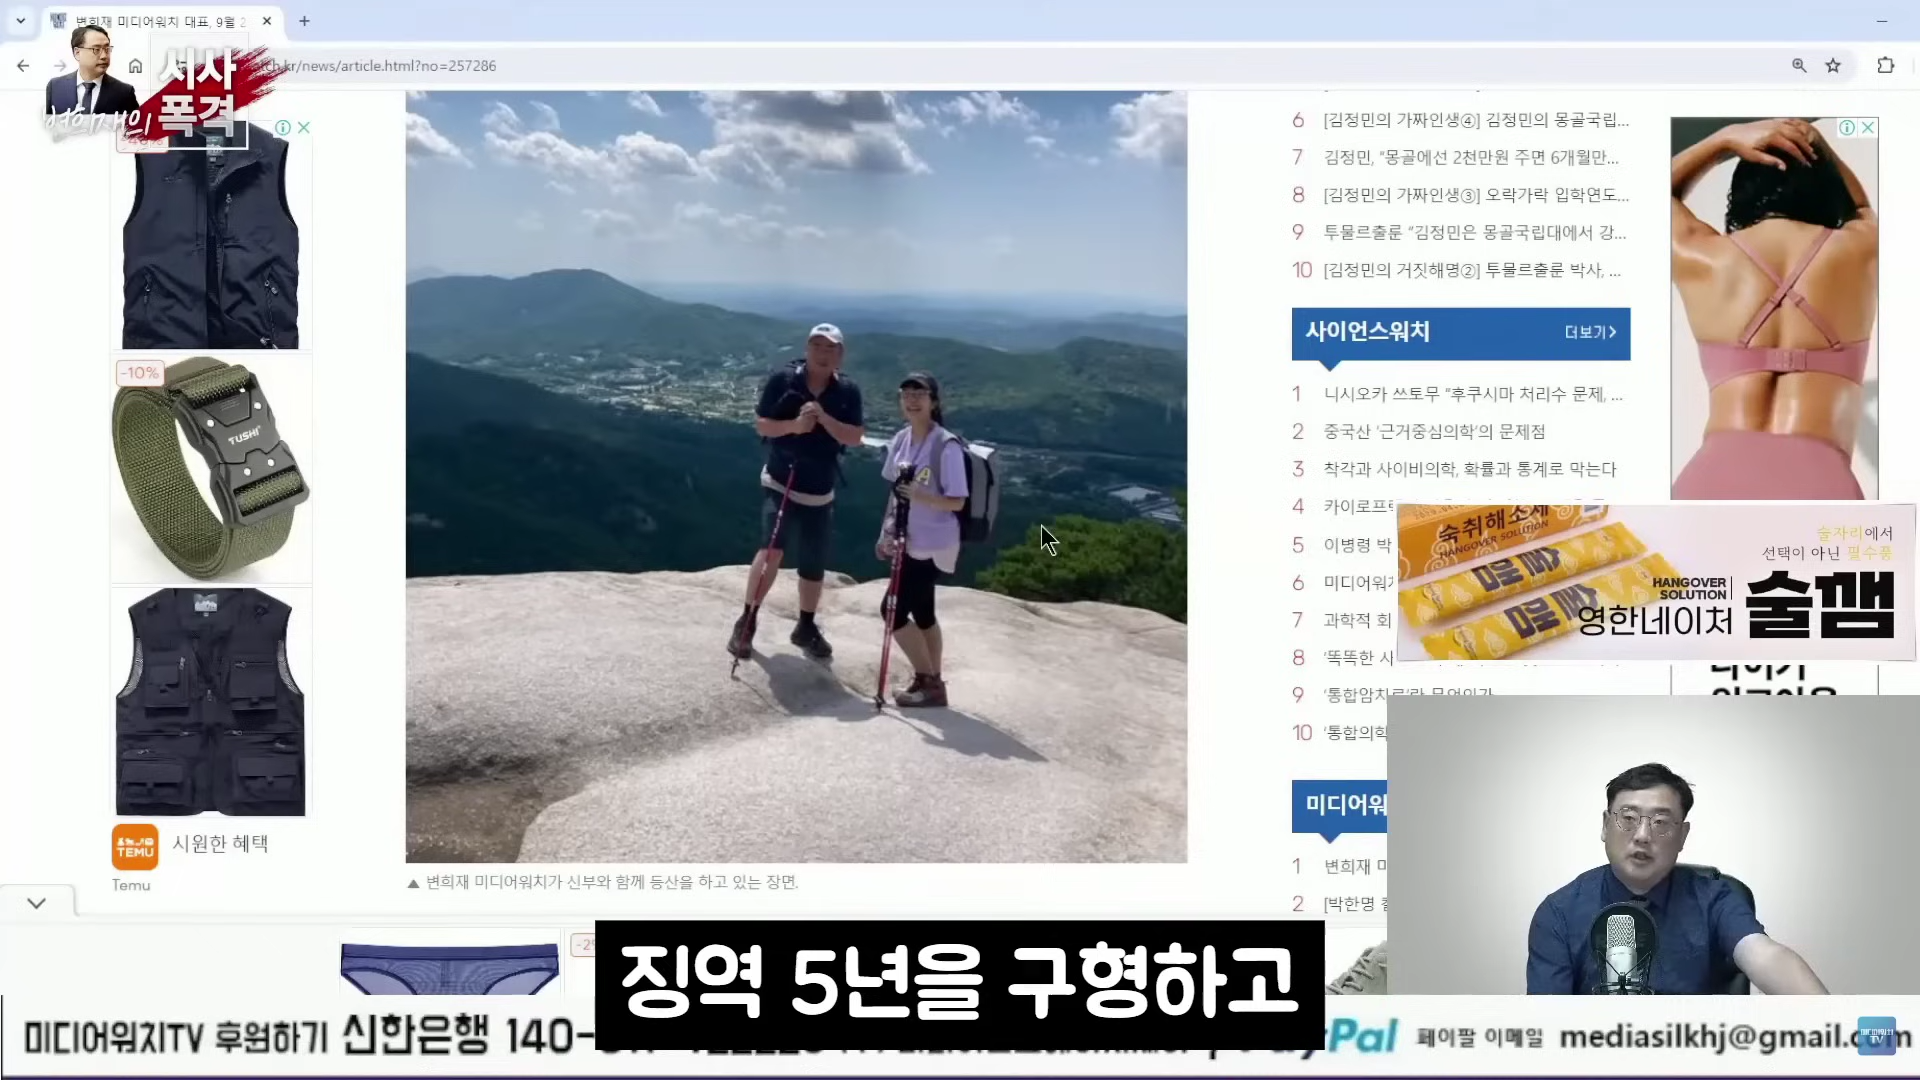 변희재 미디어워치 대표, 9월 2
kr/news/article.html?no=257286
변희재의
시사
폭격
6 [김정민의 가짜인생④] 김정민의 몽골국립...
7 김정민, “몽골에선 2천만원 주면 6개월만...
8 [김정민의 가짜인생③] 오락가락 입학연도...
9 투물르출룬 “김정민은 몽골국립대에서 강...
10 [김정민의 거짓해명②] 투물르출룬 박사, ...
사이언스워치
더보기
1 니시오카 쓰토무 “후쿠시마 처리수 문제, ...
2 중국산 ‘근거중심의학’의 문제점
3 착각과 사이비의학, 확률과 통계로 막는다
4 카이로프
5 이병령 박
6 미디어워치
7 과학적 회
8 ‘똑똑한 사
9 ‘통합암치료’란 무엇인가
10 ‘통합의학
미디어워
1 변희재 미
2 [박한명 칼
-10%
TUSHI
TEMU
시원한 혜택
Temu
▲ 변희재 미디어워치가 신부와 함께 등산을 하고 있는 장면.
숙취해소제
HANGOVER SOLUTION
술자리에서
선택이 아닌 필수품
HANGOVER
SOLUTION
영한네이처
술깸
징역 5년을 구형하고
미디어워치TV 후원하기 신한은행 140-
PayPal
페이팔 이메일 mediasilkhj@gmail.com
미디어워치
TV